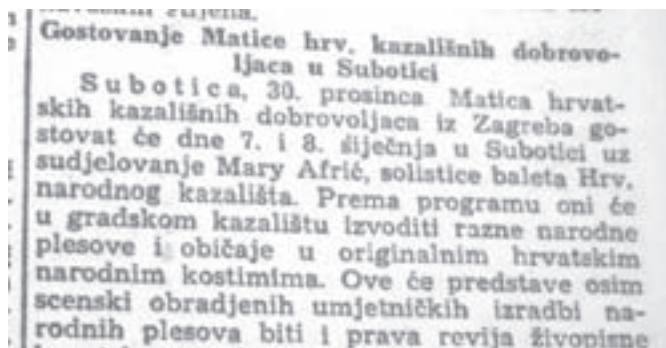 Gostovanje Matice hrv. kazališnih dobrovo-
ljaca u Subotici
Subotica, 30. prosinca Matica hrvat-
skih kazališnih dobrovoljaca iz Zagreba go-
stovat će dne 7. i 8. siječnja u Subotici uz
sudjelovanje Mary Afrić, solistice baleta Hrv.
narodnog kazališta. Prema programu oni će
u gradskom kazalištu izvoditi razne narodne
plesove i običaje u originalnim hrvatskim
narodnim kostimima. Ove će predstave osim
scenski obradjenih umjetničkih izradbi na-
rodnih plesova biti i prava revija živopisne